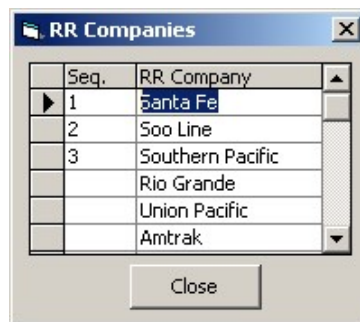 RR Companies
Seq. RR Company
1 Santa Fe
2 Soo Line
3 Southern Pacific
Rio Grande
Union Pacific
Amtrak
Close